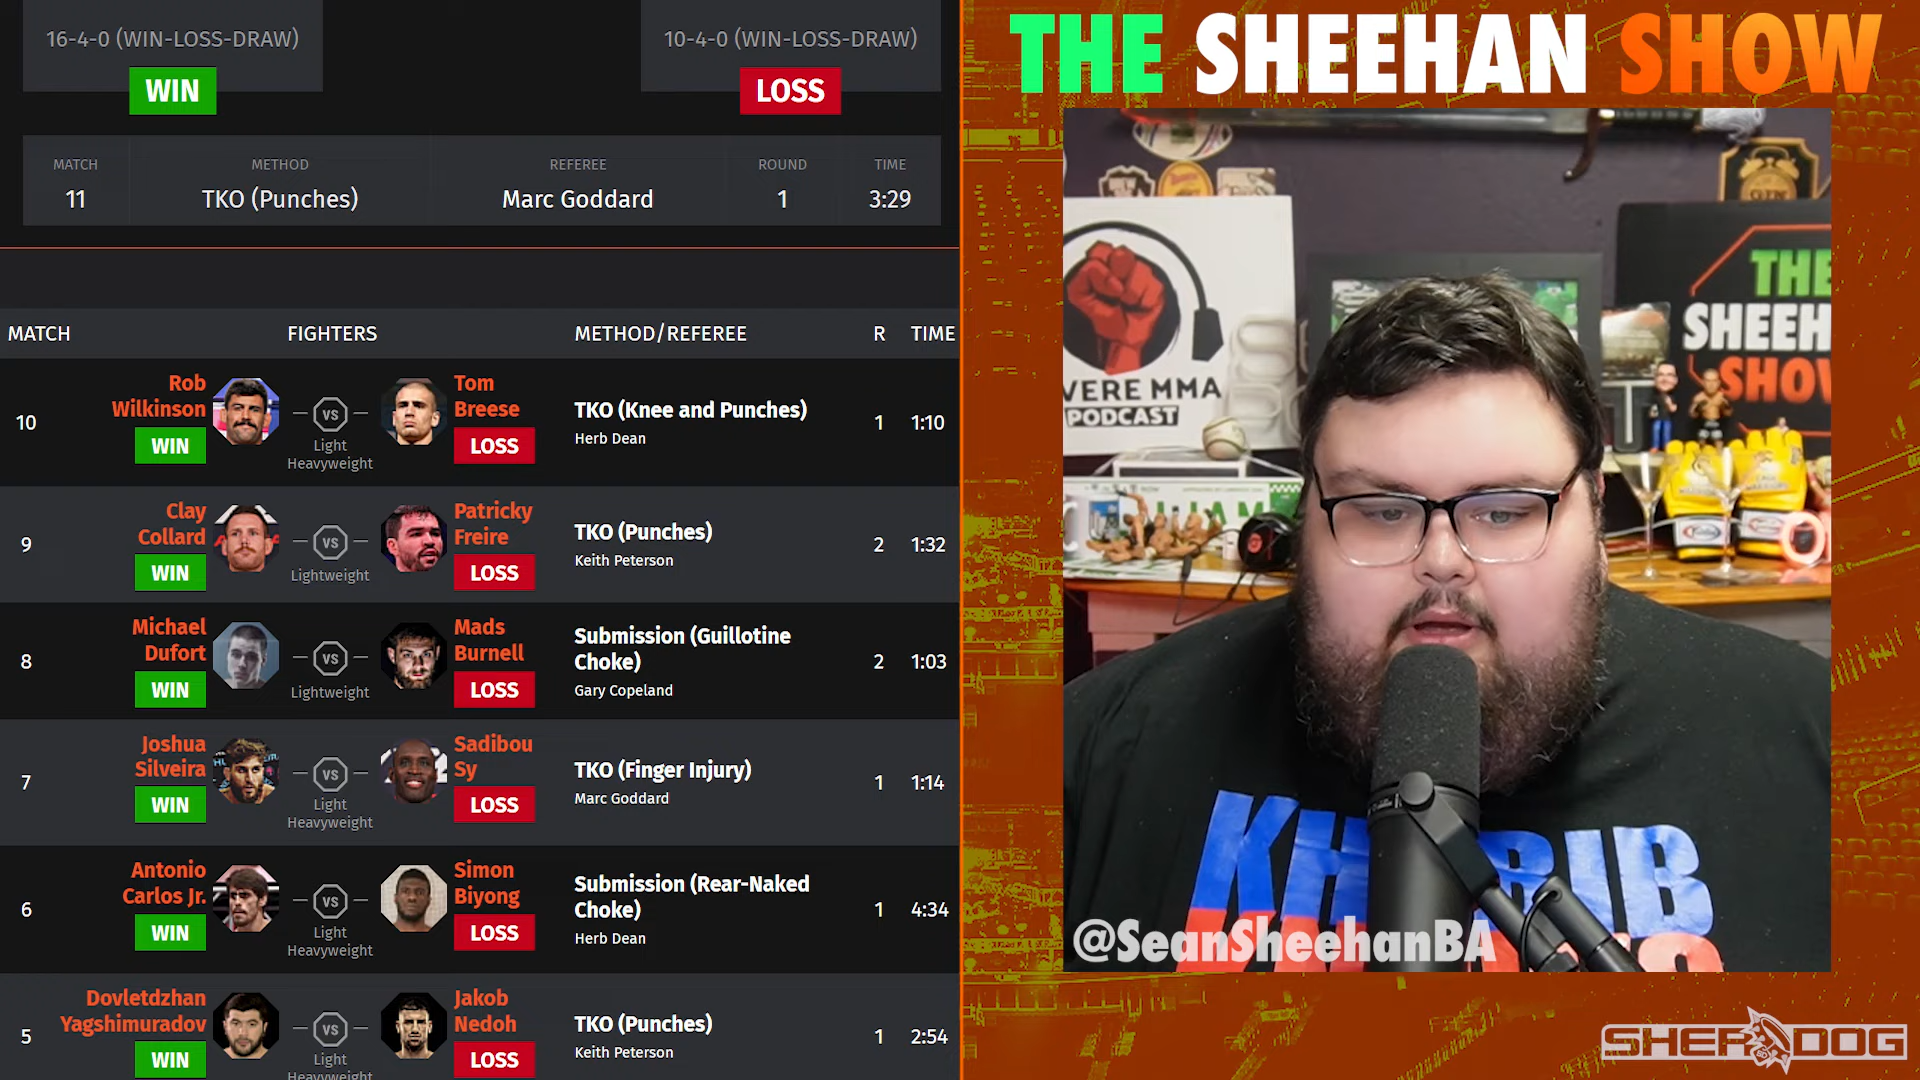 16-4-0 (WIN-LOSS-DRAW)
WIN
10-4-0 (WIN-LOSS-DRAW)
LOSS
MATCH METHOD REFEREE ROUND TIME
11 TKO (Punches) Marc Goddard 1 3:29
MATCH FIGHTERS METHOD/REFEREE R TIME
10
Rob
Wilkinson
WIN
VS
Light
Heavyweight
Tom
Breese
LOSS
TKO (Knee and Punches)
Herb Dean
1 1:10
9
Clay
Collard
WIN
VS
Lightweight
Patricky
Freire
LOSS
TKO (Punches)
Keith Peterson
2 1:32
8
Michael
Dufort
WIN
VS
Lightweight
Mads
Burnell
LOSS
Submission (Guillotine
Choke)
Gary Copeland
2 1:03
7
Joshua
Silveira
WIN
VS
Light
Heavyweight
Sadibou
Sy
LOSS
TKO (Finger Injury)
Marc Goddard
1 1:14
6
Antonio
Carlos Jr.
WIN
VS
Light
Heavyweight
Simon
Biyong
LOSS
Submission (Rear-Naked
Choke)
Herb Dean
1 4:34
5
Dovletdzhan
Yagshimuradov
WIN
VS
Light
Heavyweight
Jakob
Nedoh
LOSS
TKO (Punches)
Keith Peterson
1 2:54
THE SHEEHAN SHOW
VERE MMA
PODCAST
THE
SHEEH
SHO
@SeanSheehanBA
SHERDOG